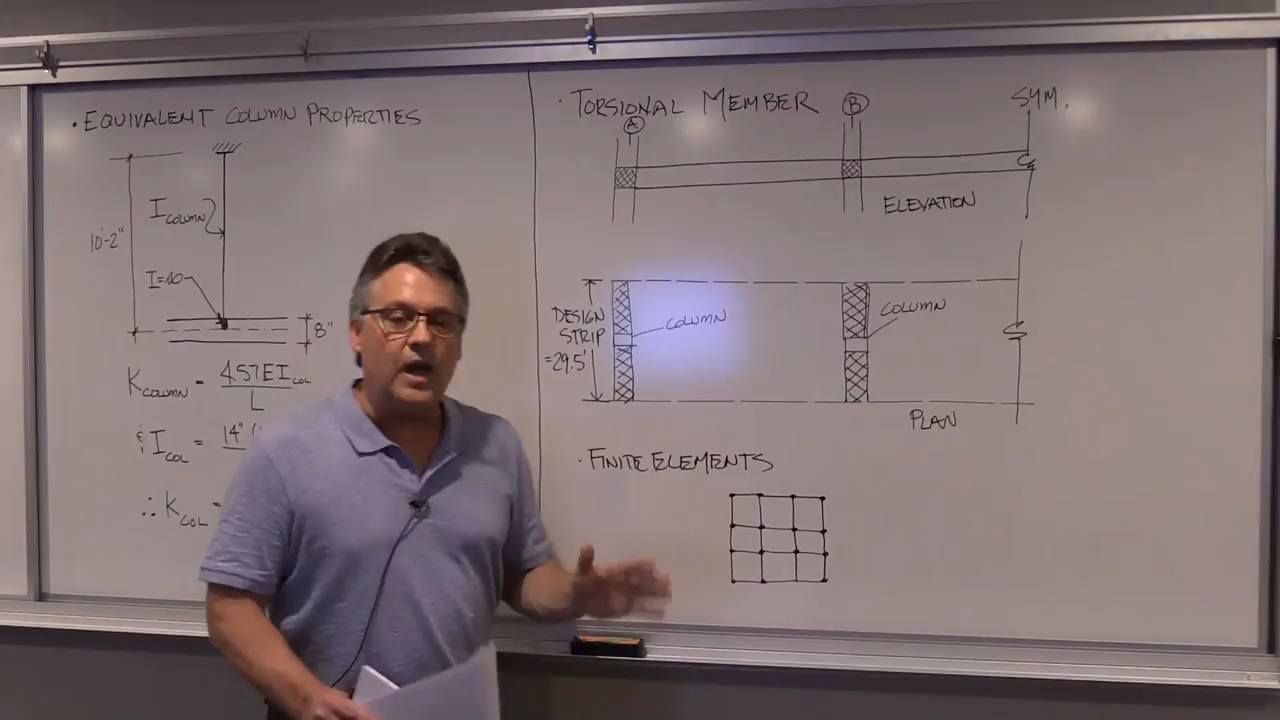 • EQUIVALENT COLUMN PROPERTIES
10'-2"
I COLUMN
I=∞
8"
K COLUMN = 4.57EI COL
L
& I COL = 14" (
∴ K COL =
• TORSIONAL MEMBER
A
B
SYM.
ELEVATION
DESIGN
STRIP
=29.5'
COLUMN
COLUMN
PLAN
• FINITE ELEMENTS